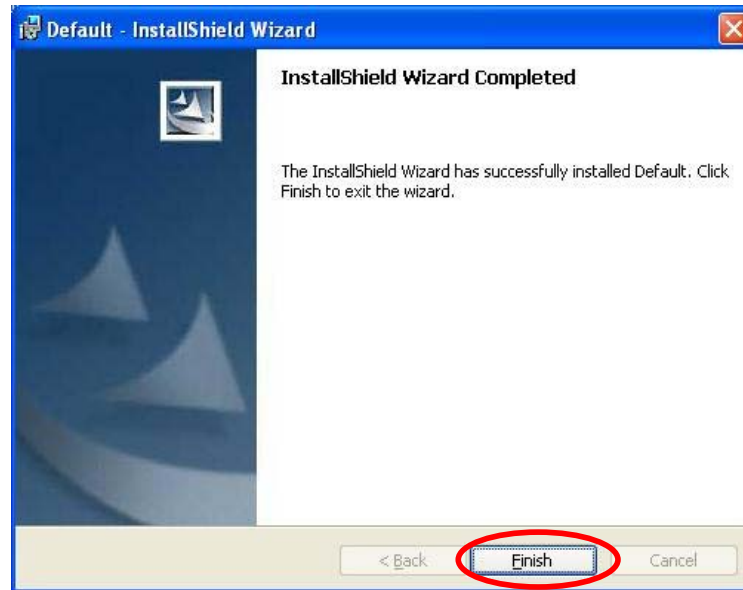 Default - InstallShield Wizard
InstallShield Wizard Completed
The InstallShield Wizard has successfully installed Default. Click
Finish to exit the wizard.
< Back
Finish
Cancel